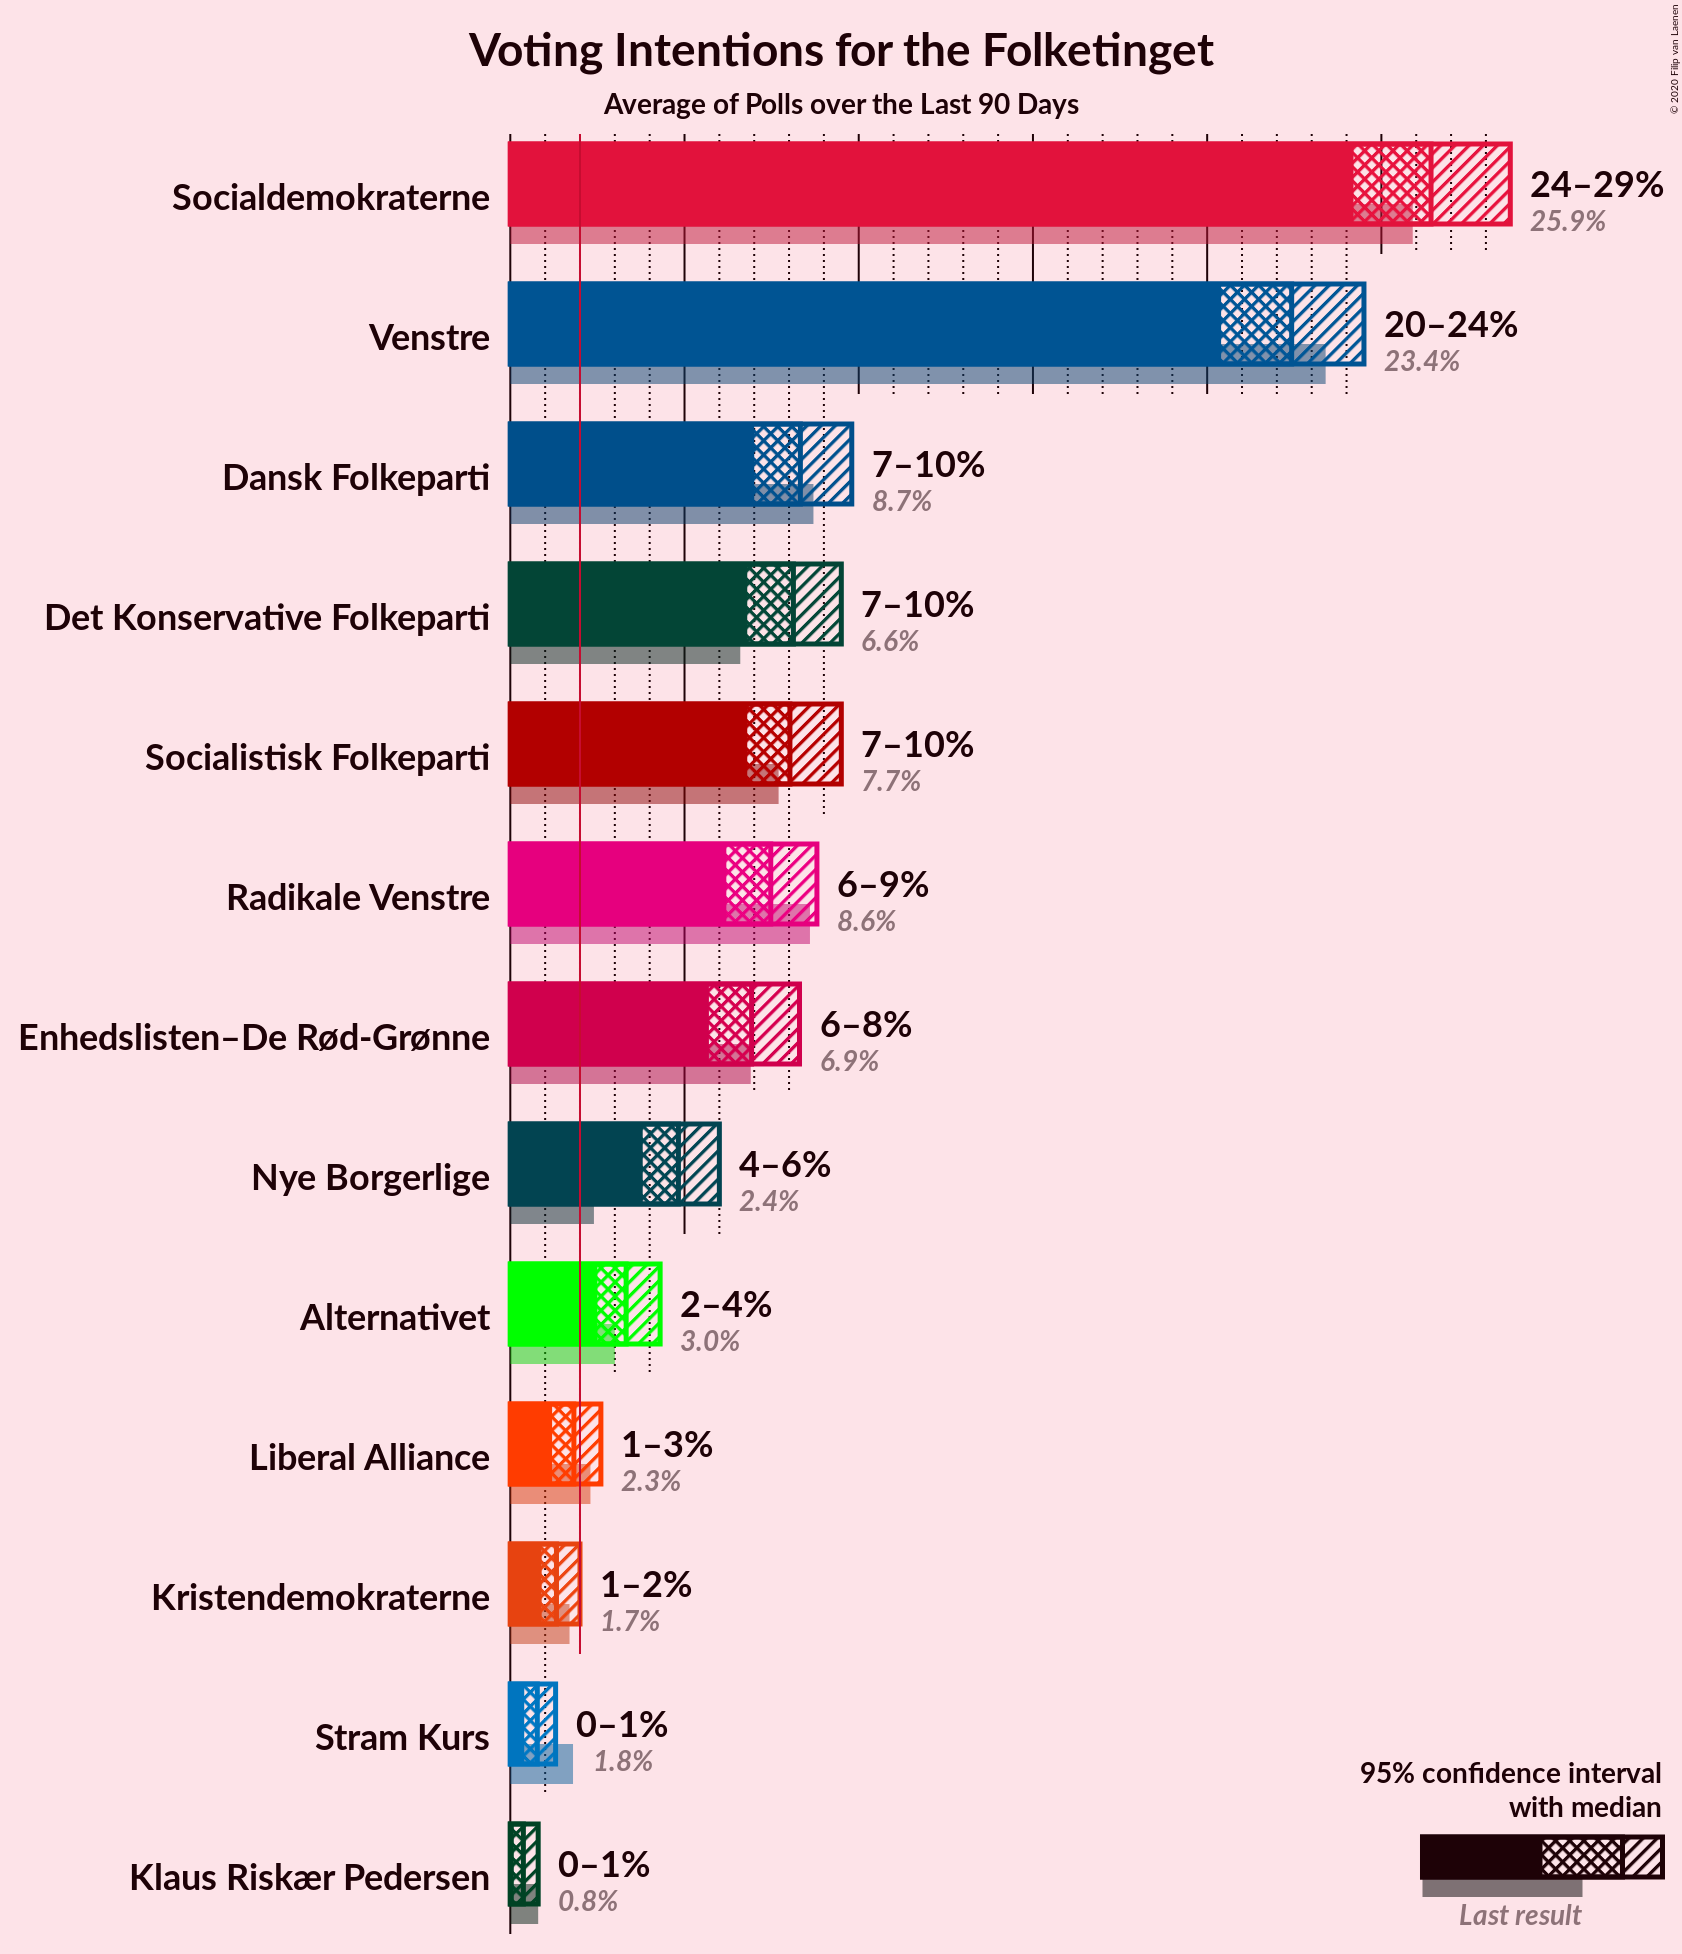 Voting Intentions for the Folketinget
Average of Polls over the Last 90 Days
© 2020 Filip van Laenen
Socialdemokraterne
24–29%
25.9%
Venstre
20–24%
23.4%
Dansk Folkeparti
7–10%
8.7%
Det Konservative Folkeparti
7–10%
6.6%
Socialistisk Folkeparti
7–10%
7.7%
Radikale Venstre
6–9%
8.6%
Enhedslisten–De Rød-Grønne
6–8%
6.9%
Nye Borgerlige
4–6%
2.4%
Alternativet
2–4%
3.0%
Liberal Alliance
1–3%
2.3%
Kristendemokraterne
1–2%
1.7%
Stram Kurs
0–1%
1.8%
Klaus Riskær Pedersen
0–1%
0.8%
95% confidence interval
with median
Last result